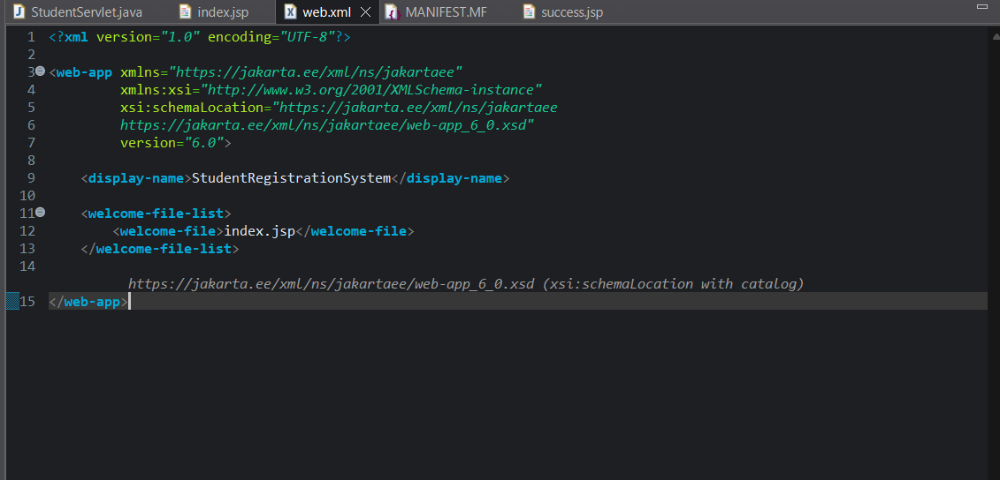 StudentServlet.java index.jsp web.xml MANIFEST.MF success.jsp
1 <?xml version="1.0" encoding="UTF-8"?>
2
3 <web-app xmlns="https://jakarta.ee/xml/ns/jakartaee"
4 xmlns:xsi="http://www.w3.org/2001/XMLSchema-instance"
5 xsi:schemaLocation="https://jakarta.ee/xml/ns/jakartaee
6 https://jakarta.ee/xml/ns/jakartaee/web-app_6_0.xsd"
7 version="6.0">
8
9 <display-name>StudentRegistrationSystem</display-name>
10
11 <welcome-file-list>
12 <welcome-file>index.jsp</welcome-file>
13 </welcome-file-list>
14
https://jakarta.ee/xml/ns/jakartaee/web-app_6_0.xsd (xsi:schemaLocation with catalog)
15 </web-app>